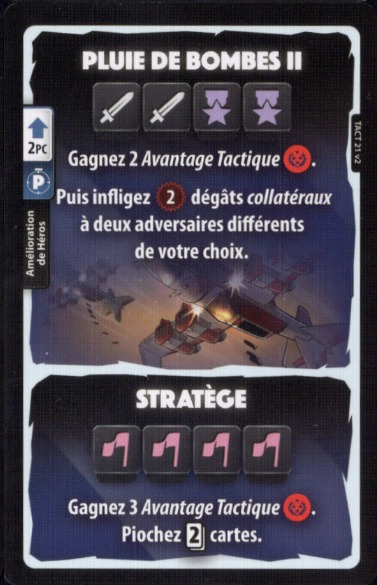 PLUIE DE BOMBES II
Gagnez 2 Avantage Tactique .
Puis infligez 2 dégâts collatéraux
à deux adversaires différents
de votre choix.
2PC
P
Amélioration
de Héros
TACT 21 v2
STRATÈGE
Gagnez 3 Avantage Tactique .
Piochez 2 cartes.